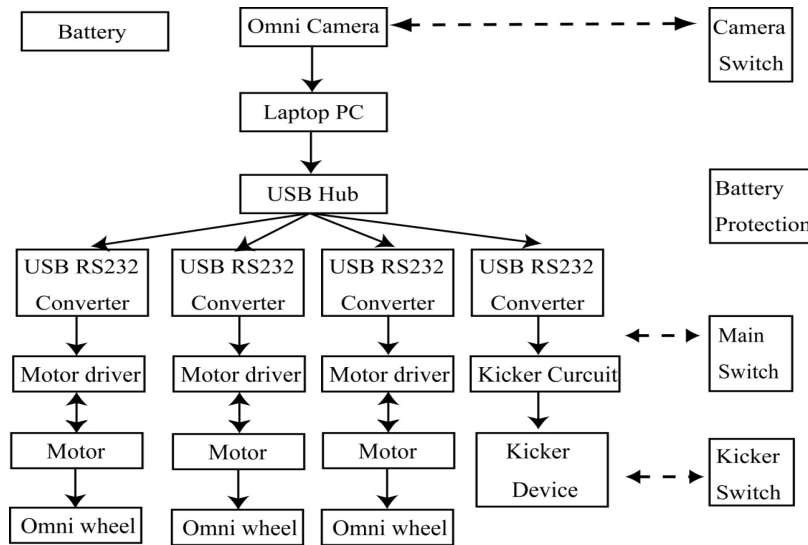 Battery
Omni Camera
Camera
Switch
Laptop PC
USB Hub
Battery
Protection
USB RS232
Converter
USB RS232
Converter
USB RS232
Converter
USB RS232
Converter
Motor driver
Motor driver
Motor driver
Kicker Curcuit
Main
Switch
Motor
Motor
Motor
Kicker
Device
Kicker
Switch
Omni wheel
Omni wheel
Omni wheel